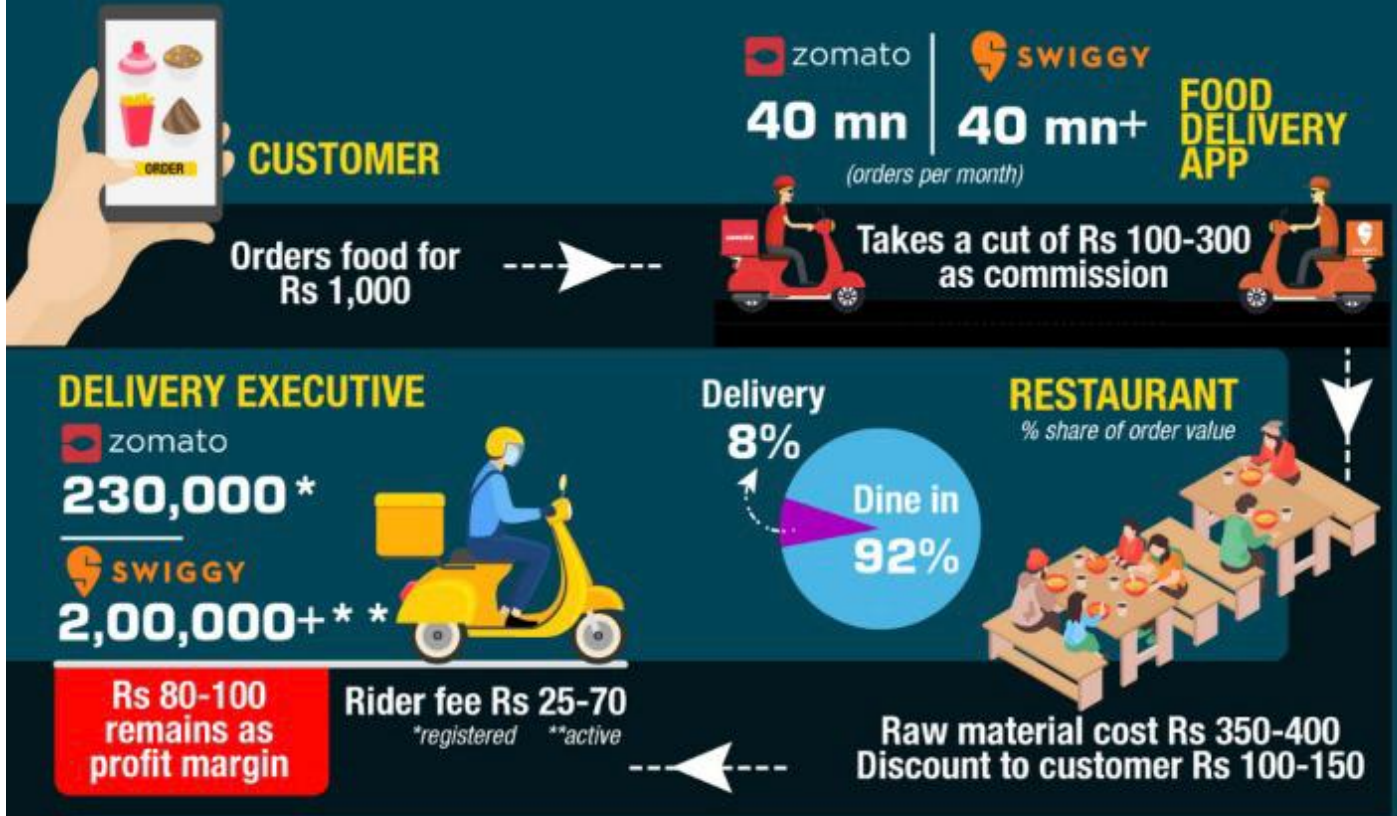 ORDER
CUSTOMER
Orders food for
Rs 1,000
zomato
SWIGGY
40 mn
40 mn+
(orders per month)
FOOD
DELIVERY
APP
zomato
Takes a cut of Rs 100-300
as commission
DELIVERY EXECUTIVE
zomato
230,000*
SWIGGY
2,00,000+**
Delivery
8%
Dine in
92%
RESTAURANT
% share of order value
Raw material cost Rs 350-400
Discount to customer Rs 100-150
Rider fee Rs 25-70
*registered **active
Rs 80-100
remains as
profit margin